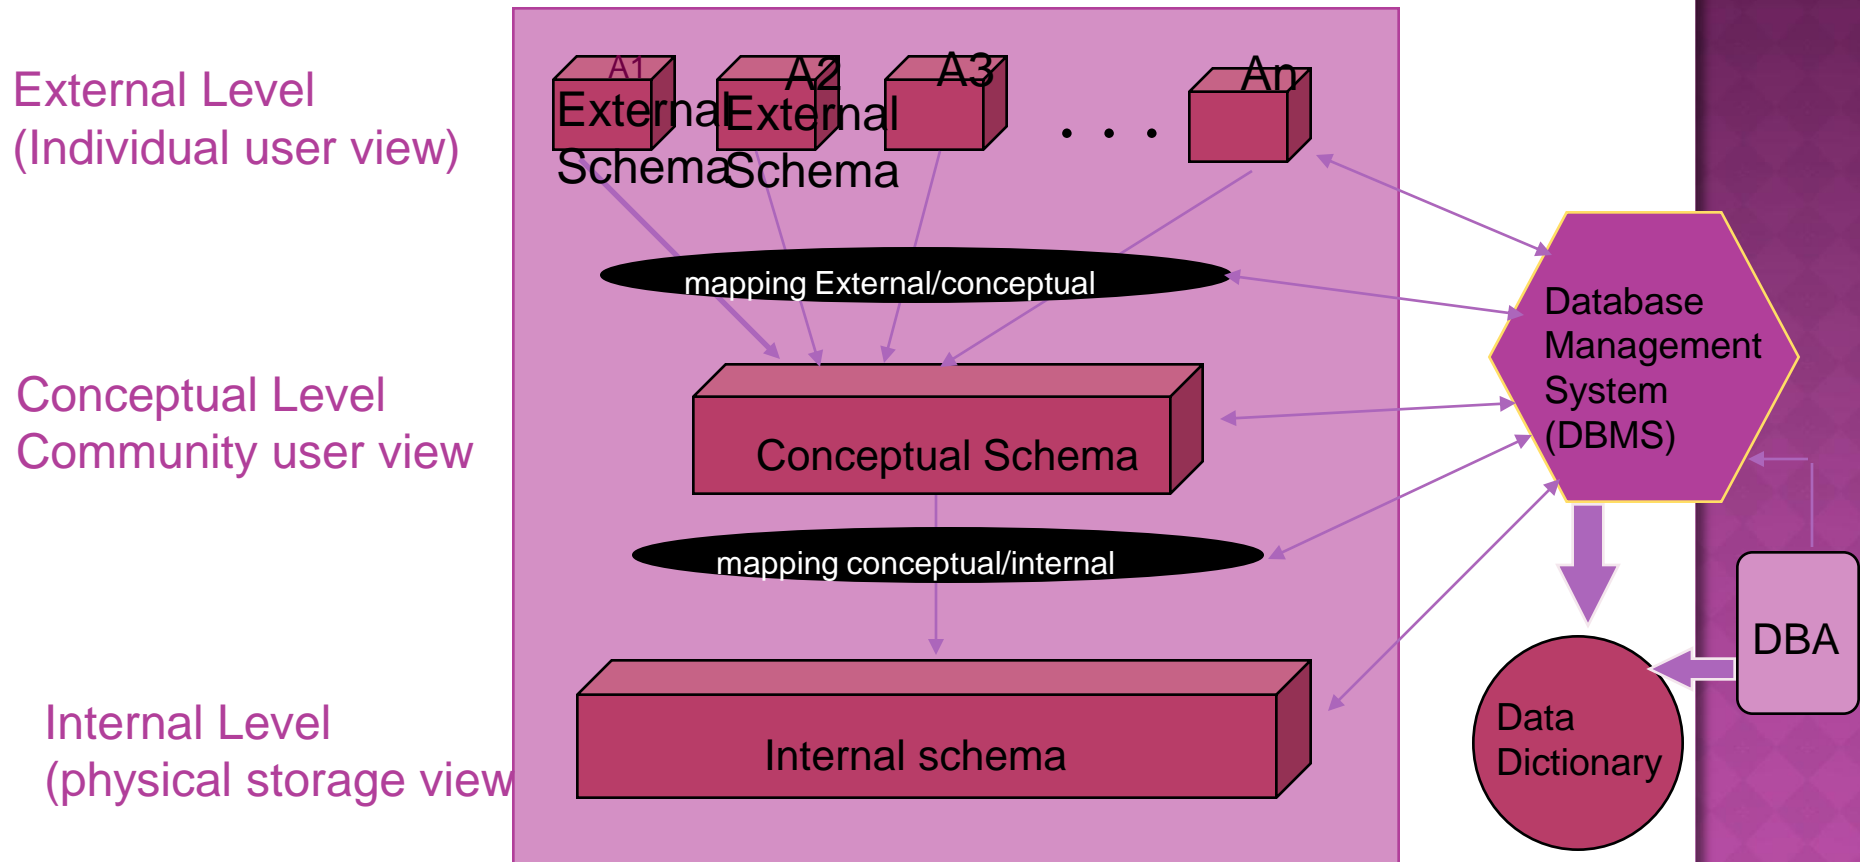 External Level
(Individual user view)
A1
External
Schema
A2
External
Schema
A3
. . .
An
mapping External/conceptual
Conceptual Level
Community user view
Conceptual Schema
mapping conceptual/internal
Internal Level
(physical storage view
Internal schema
Database
Management
System
(DBMS)
DBA
Data
Dictionary